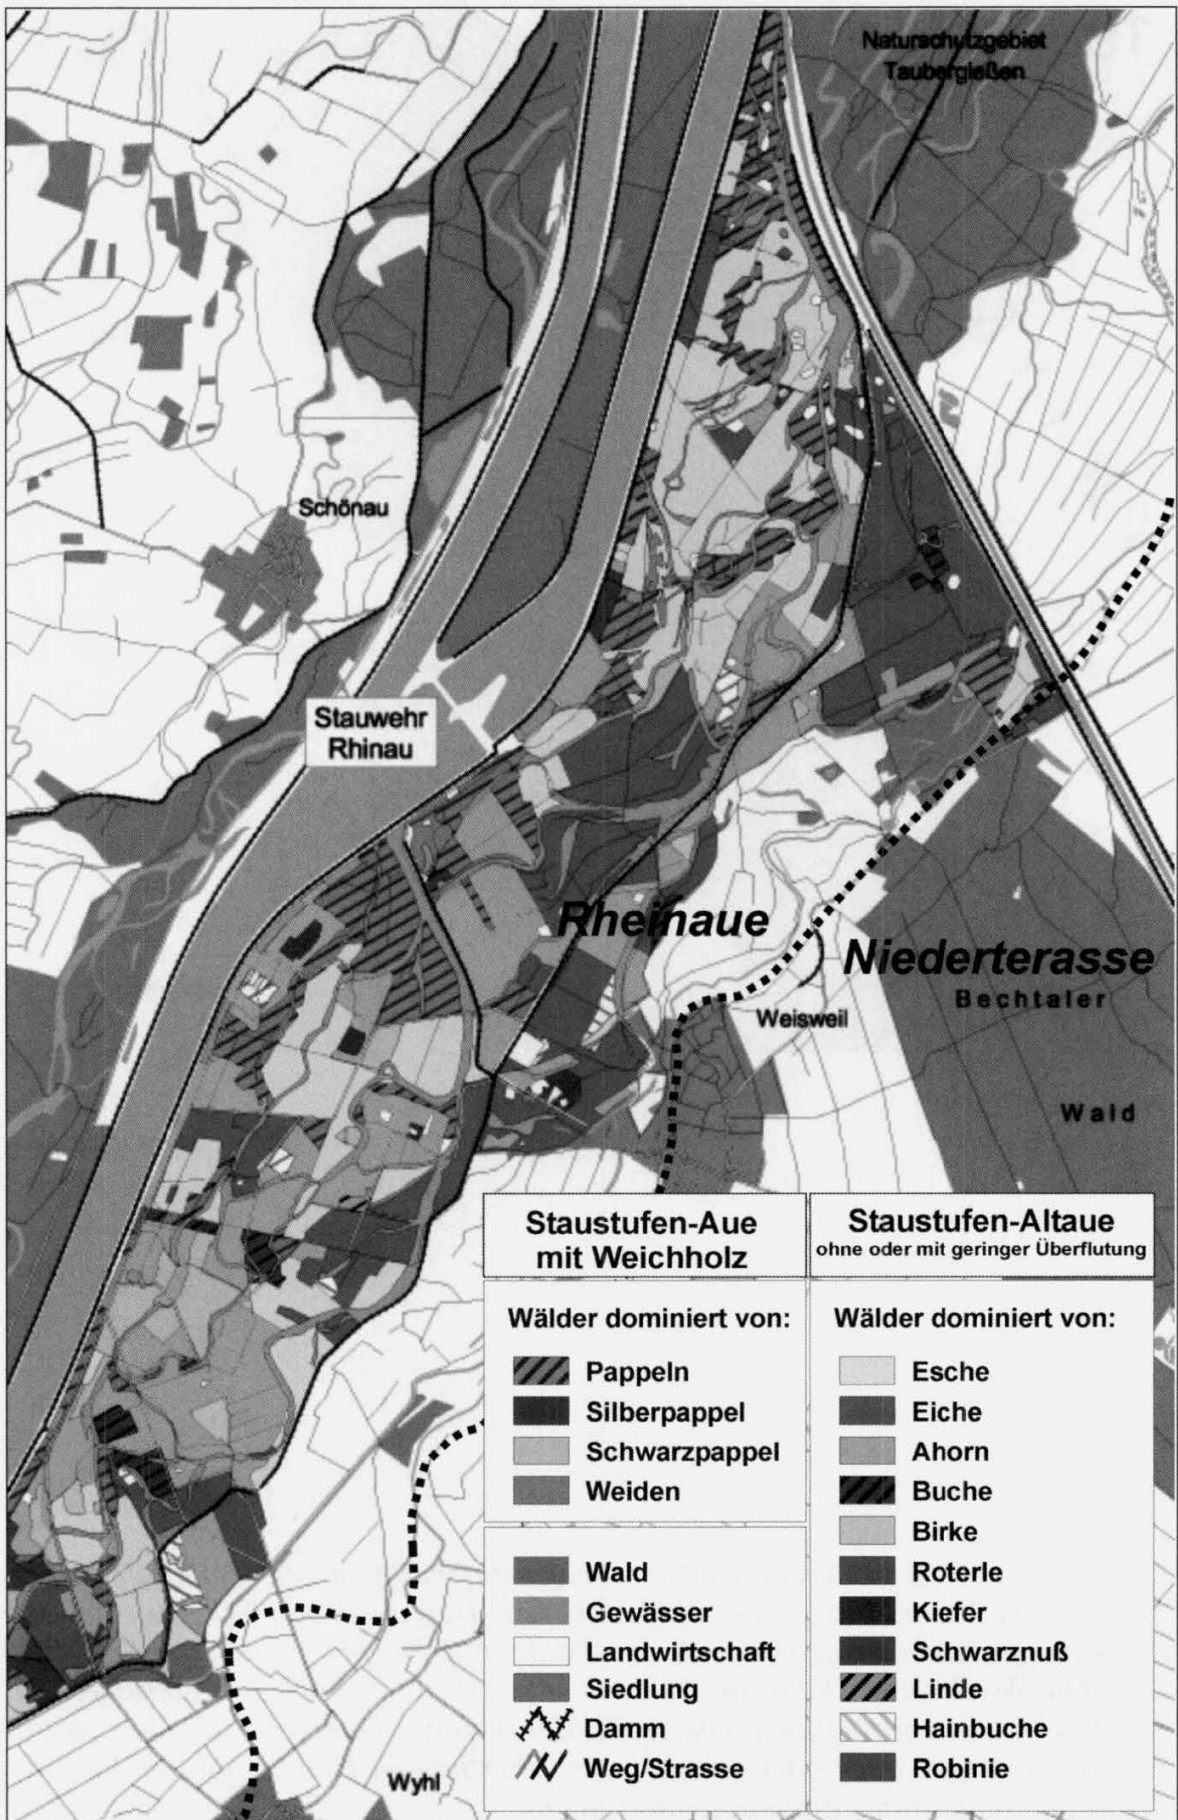 Naturschutzgebiet
Taubergießen
Schönau
Stauwehr
Rhinau
Rheinaue
Niederterasse
Bechtaler
Weisweil
Wald
Staustufen-Aue
mit Weichholz
Wälder dominiert von:
Pappeln
Silberpappel
Schwarzpappel
Weiden
Wald
Gewässer
Landwirtschaft
Siedlung
Damm
Weg/Strasse
Staustufen-Altaue
ohne oder mit geringer Überflutung
Wälder dominiert von:
Esche
Eiche
Ahorn
Buche
Birke
Roterle
Kiefer
Schwarznuß
Linde
Hainbuche
Robinie
Wyhl